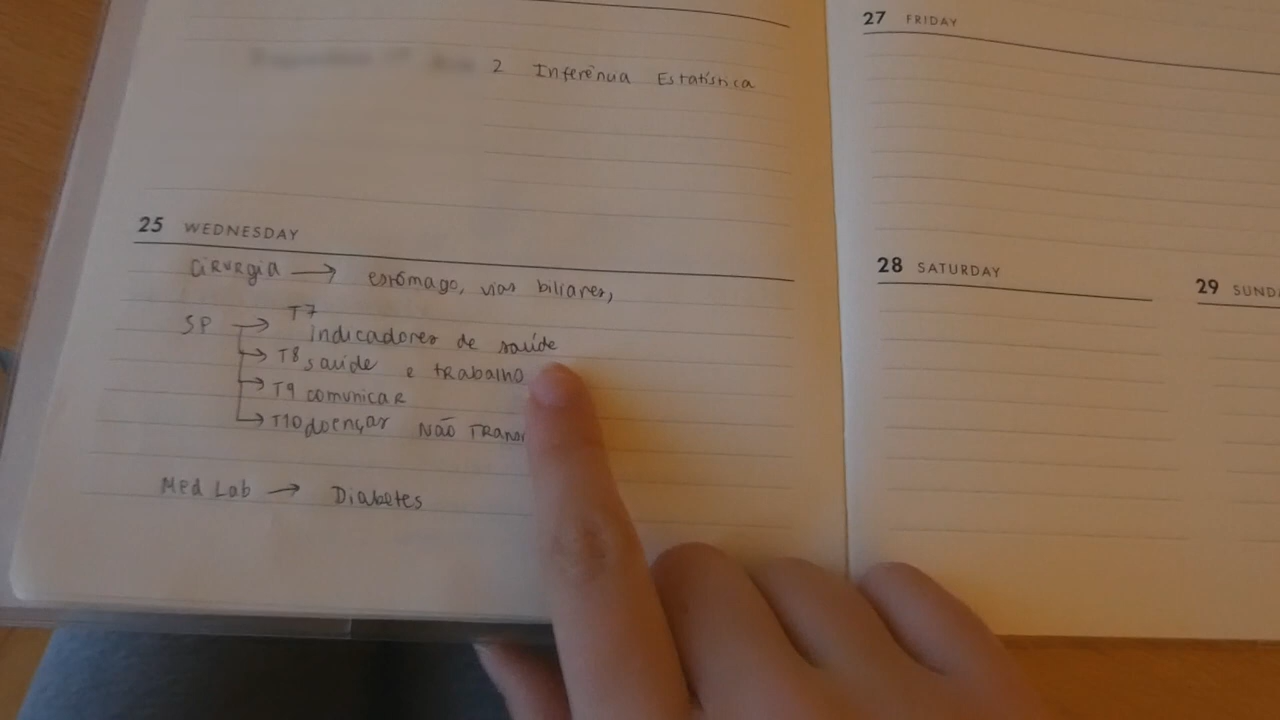 2 Inferência Estatística
25 WEDNESDAY
CiRuRgia → estômago, vias biliares,
SP → T7
indicadores de saúde
→ T8 saúde e tRabalho
→ T9 comunicaR
→ T10 doenças NÃO
Med Lab → Diabetes
27 FRIDAY
28 SATURDAY
29